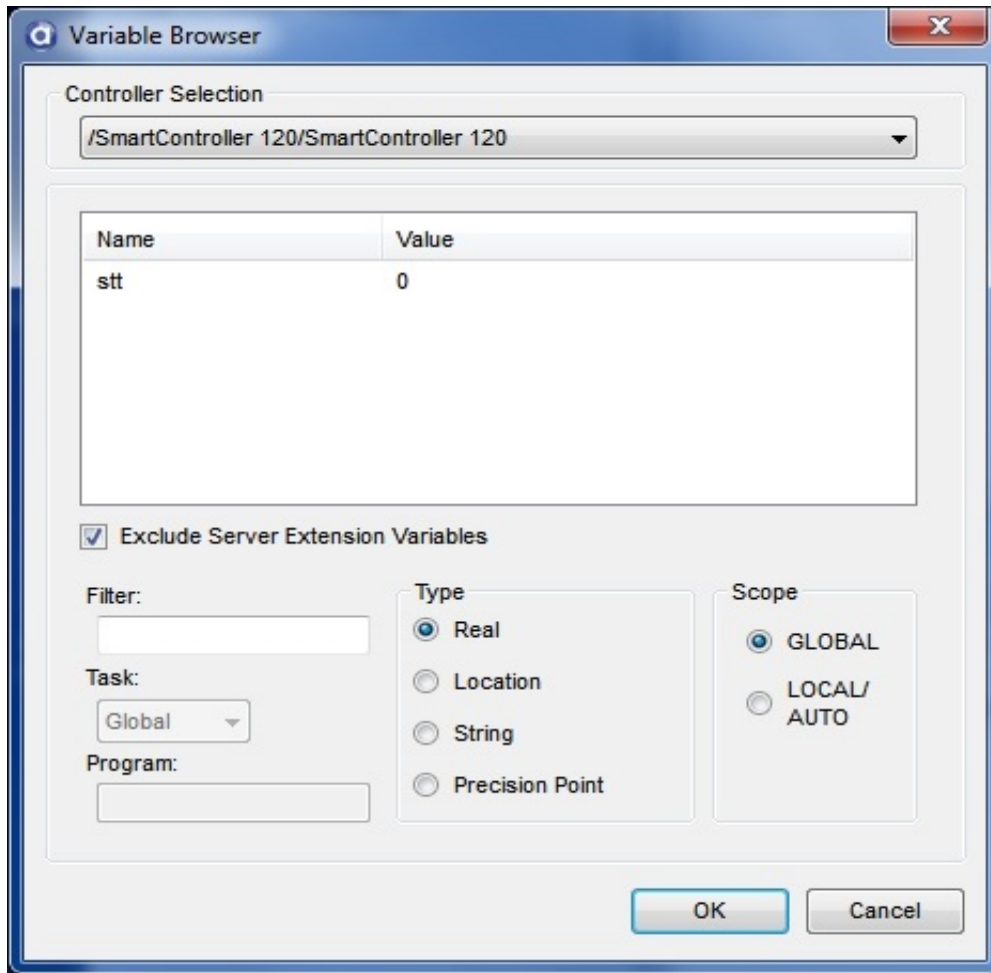 Variable Browser
Controller Selection
/SmartController 120/SmartController 120
Name Value
stt 0
Exclude Server Extension Variables
Filter:
Task:
Global
Program:
Type
Real
Location
String
Precision Point
Scope
GLOBAL
LOCAL/
AUTO
OK Cancel